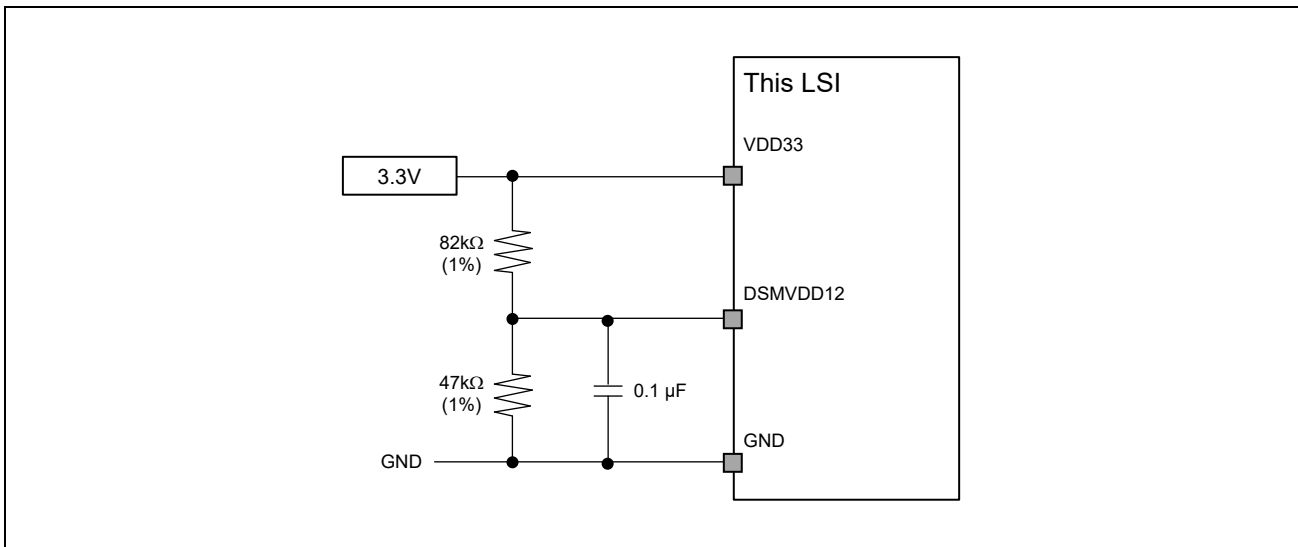 This LSI
VDD33
3.3V
82kΩ
(1%)
DSMVDD12
47kΩ
(1%)
0.1 µF
GND
GND